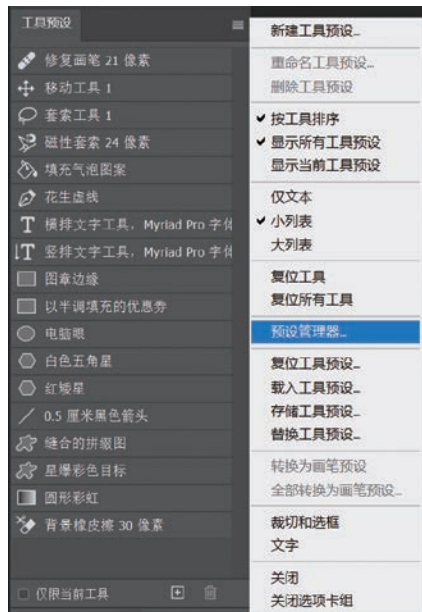 工具预设
修复画笔 21 像素
移动工具 1
套索工具 1
磁性套索 24 像素
填充气泡图案
花生虚线
横排文字工具，Myriad Pro 字体
竖排文字工具，Myriad Pro 字体
图章边缘
以半调填充的优惠券
电脑眼
白色五角星
红矮星
0.5 厘米黑色箭头
缝合的拼缀图
星爆彩色目标
圆形彩虹
背景橡皮擦 30 像素
仅限当前工具
新建工具预设...
重命名工具预设...
删除工具预设
按工具排序
显示所有工具预设
显示当前工具预设
仅文本
小列表
大列表
复位工具
复位所有工具
预设管理器...
复位工具预设...
载入工具预设...
存储工具预设...
替换工具预设...
转换为画笔预设
全部转换为画笔预设...
裁切和选框
文字
关闭
关闭选项卡组